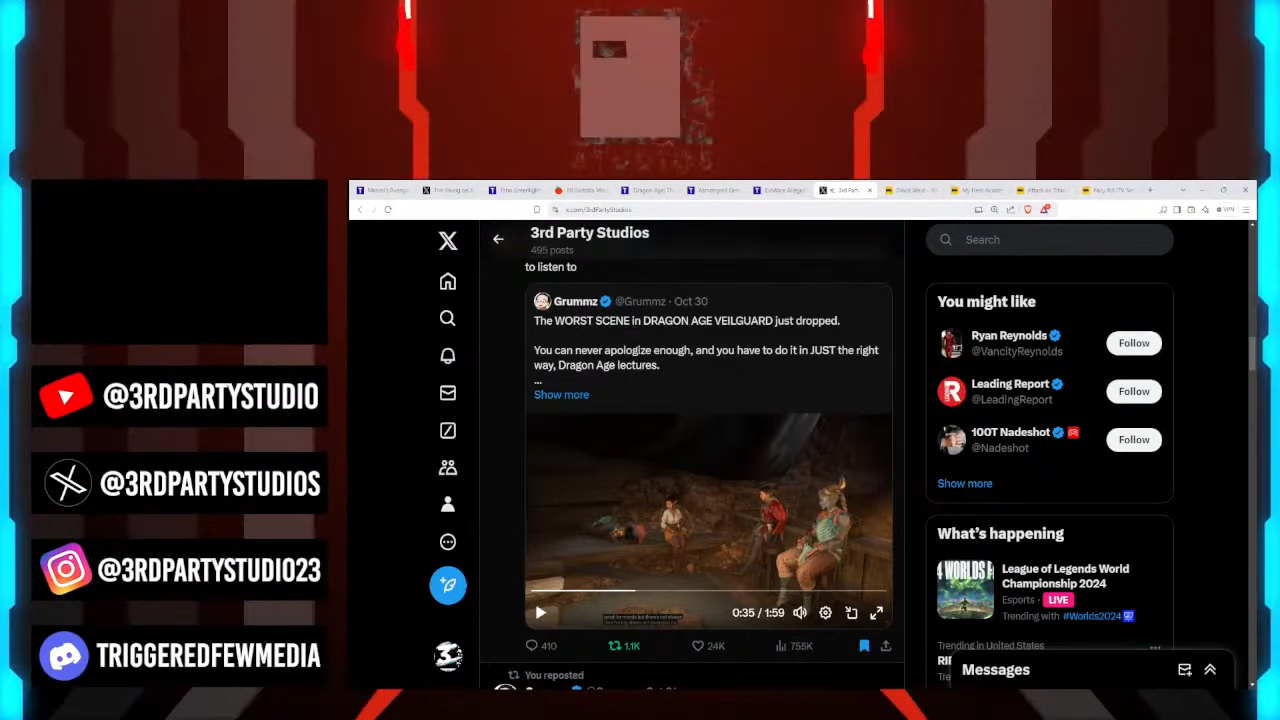 @3RDPARTYSTUDIO
@3RDPARTYSTUDIOS
@3RDPARTYSTUDIO23
TRIGGEREDFEWMEDIA
3rd Part
x.com/3rdPartyStudios
VPN
3rd Party Studios
495 posts
to listen to
Grummz @Grummz · Oct 30
The WORST SCENE in DRAGON AGE VEILGUARD just dropped.
You can never apologize enough, and you have to do it in JUST the right
way, Dragon Age lectures.
...
Show more
0:35 / 1:59
410
1.1K
24K
755K
You reposted
Search
You might like
Ryan Reynolds
@VancityReynolds
Follow
Leading Report
@LeadingReport
Follow
100T Nadeshot
@Nadeshot
Follow
Show more
What's happening
League of Legends World
Championship 2024
Esports · LIVE
Trending with #Worlds2024
Trending in United States
Messages